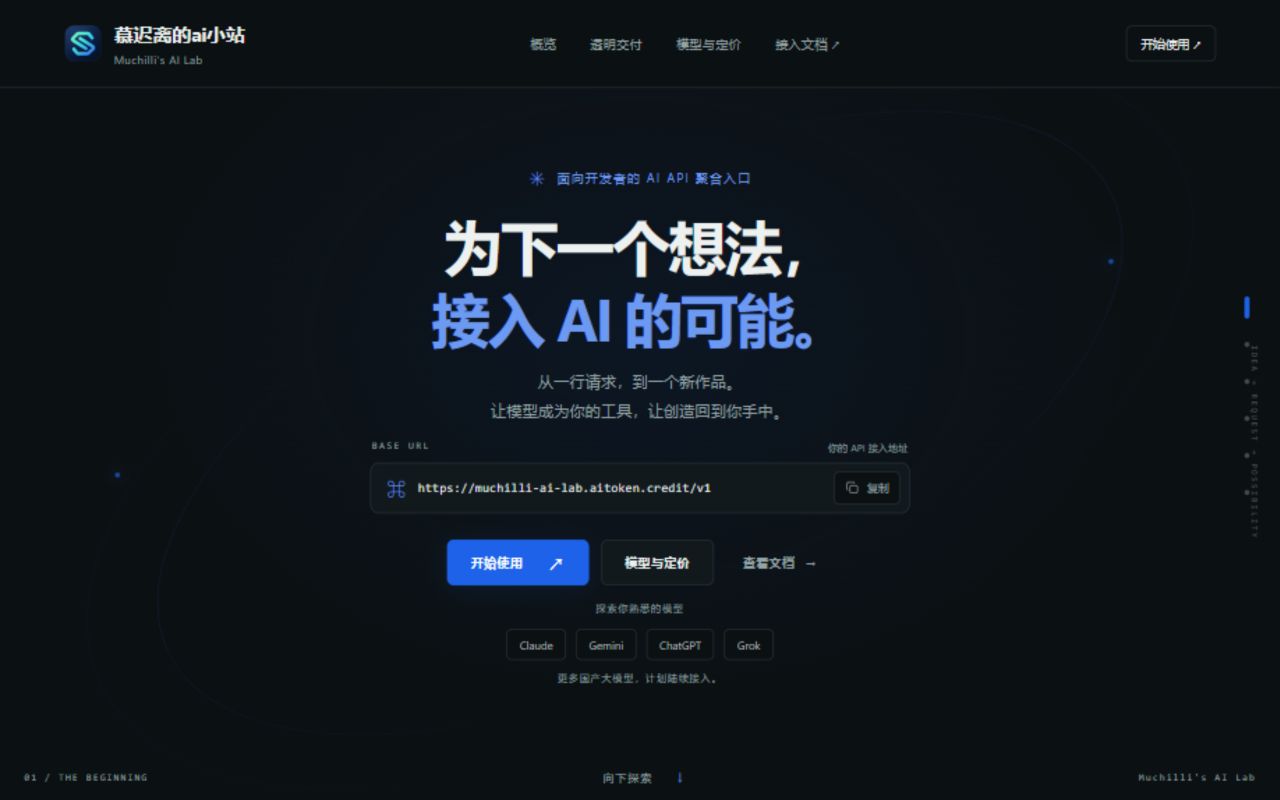 慕迟离的ai小站
Muchilli's AI Lab
概览
透明交付
模型与定价
接入文档 ↗
开始使用 ↗
面向开发者的 AI API 聚合入口
为下一个想法，
接入 AI 的可能。
从一行请求，到一个新作品。
让模型成为你的工具，让创造回到你手中。
BASE URL
你的 API 接入地址
https://muchilli-ai-lab.aitoken.credit/v1
复制
开始使用 ↗
模型与定价
查看文档 →
探索你熟悉的模型
Claude
Gemini
ChatGPT
Grok
更多国产大模型，计划陆续接入。
IDEA → REQUEST → POSSIBILITY
01 / THE BEGINNING
向下探索 ↓
Muchilli's AI Lab